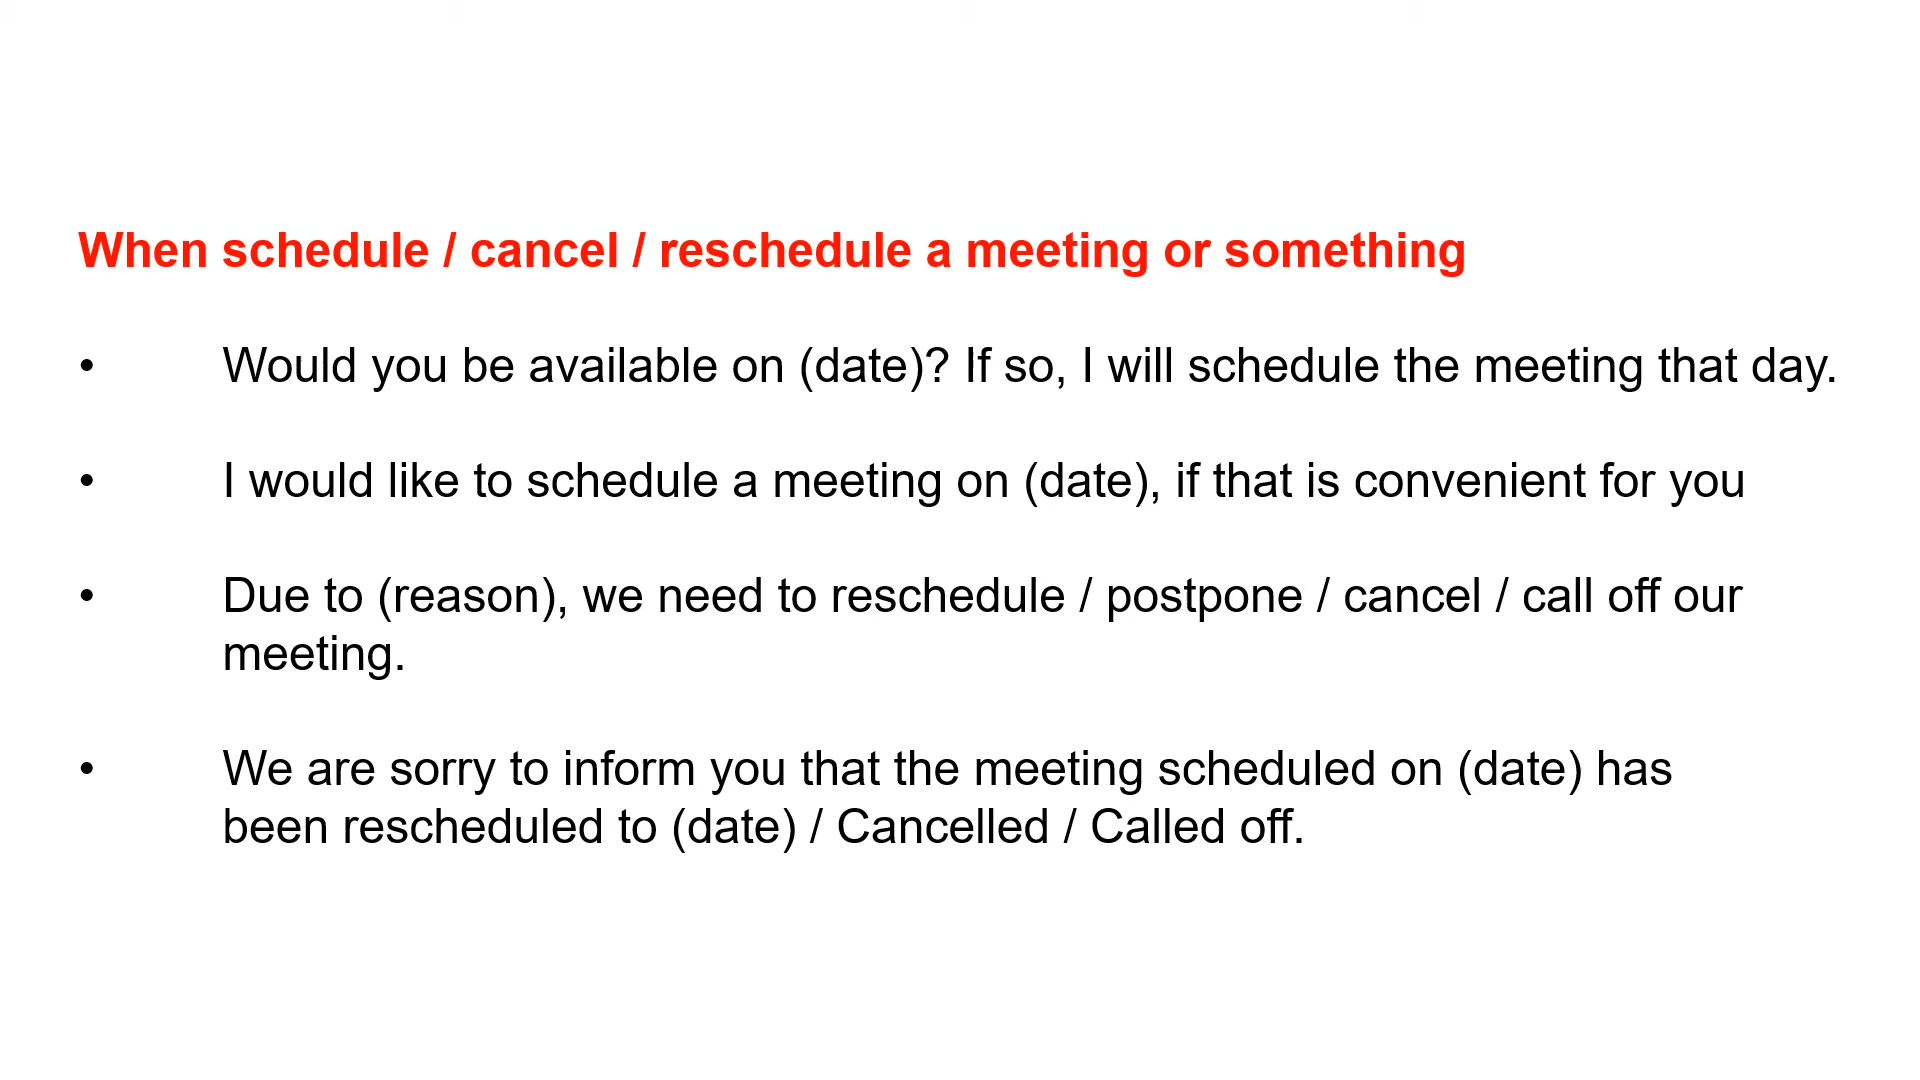 When schedule / cancel / reschedule a meeting or something
• Would you be available on (date)? If so, I will schedule the meeting that day.
• I would like to schedule a meeting on (date), if that is convenient for you
• Due to (reason), we need to reschedule / postpone / cancel / call off our
meeting.
• We are sorry to inform you that the meeting scheduled on (date) has
been rescheduled to (date) / Cancelled / Called off.